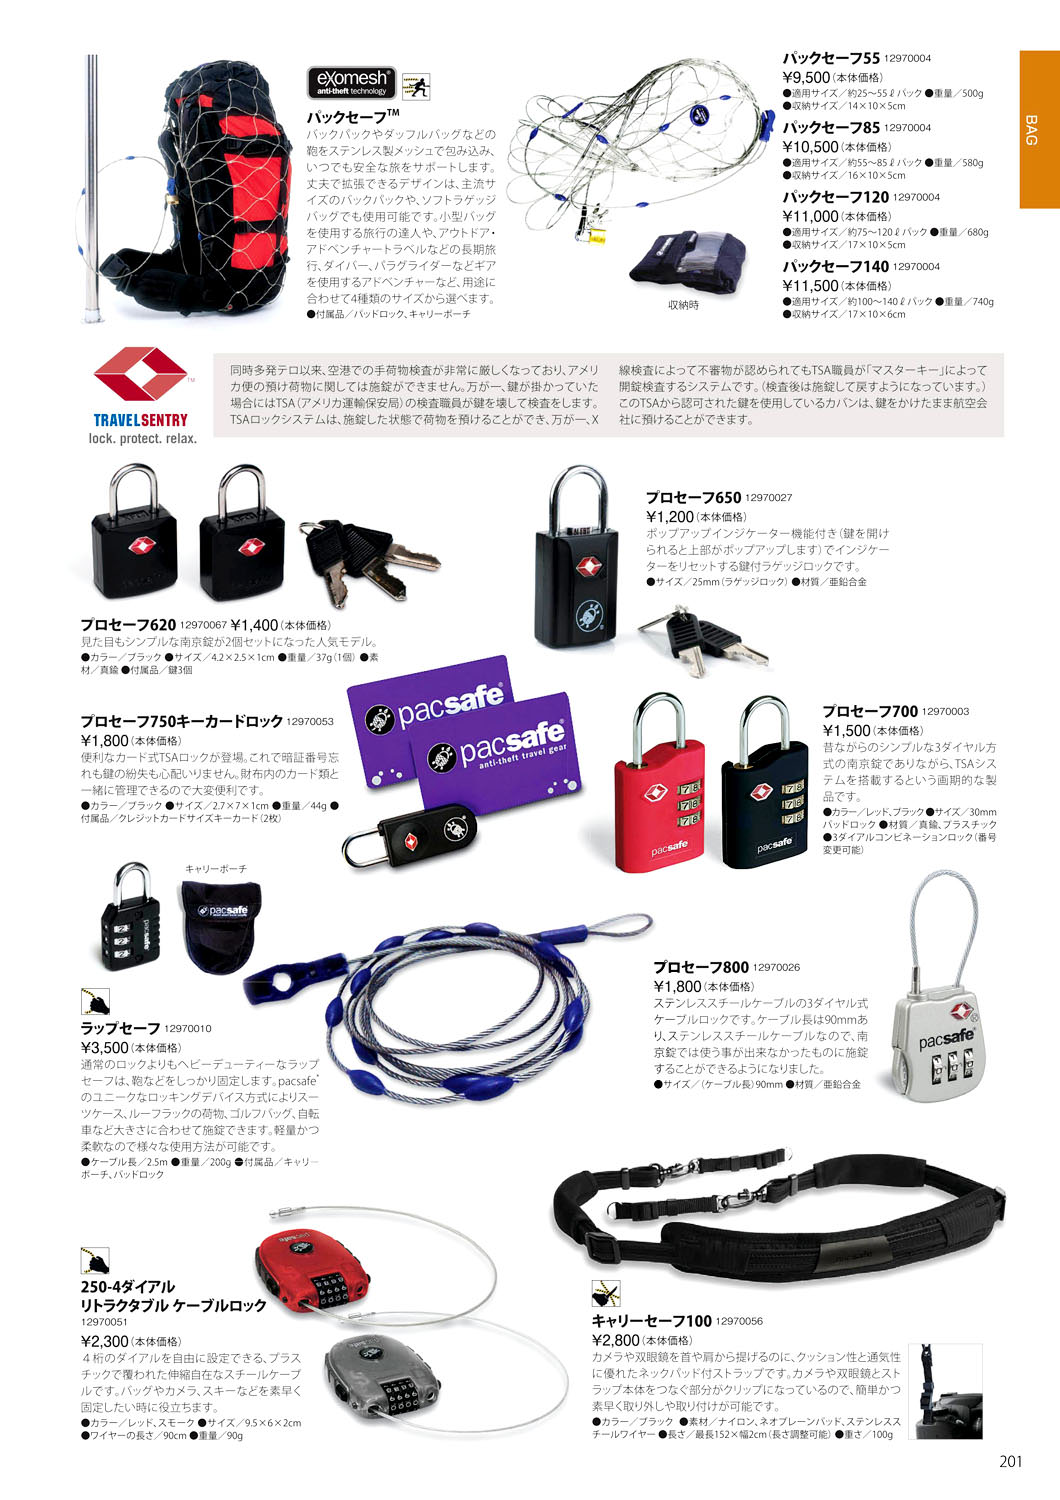 BAG
eXomesh®
anti-theft technology
パックセーフ™
バックパックやダッフルバッグなどの
鞄をステンレス製メッシュで包み込み、
いつでも安全な旅をサポートします。
丈夫で拡張できるデザインは、主流サ
イズのバックパックや、ソフトラゲッジ
バッグでも使用可能です。小型バッグ
を使用する旅行の達人や、アウトドア・
アドベンチャートラベルなどの長期旅
行、ダイバー、パラグライダーなどギア
を使用するアドベンチャーなど、用途に
合わせて4種類のサイズから選べます。
●付属品／パッドロック、キャリーポーチ
収納時
パックセーフ55 12970004
¥9,500（本体価格）
●適用サイズ／約25～55ℓパック ●重量／500g
●収納サイズ／14×10×5cm
パックセーフ85 12970004
¥10,500（本体価格）
●適用サイズ／約55～85ℓパック ●重量／580g
●収納サイズ／16×10×5cm
パックセーフ120 12970004
¥11,000（本体価格）
●適用サイズ／約75～120ℓパック ●重量／680g
●収納サイズ／17×10×5cm
パックセーフ140 12970004
¥11,500（本体価格）
●適用サイズ／約100～140ℓパック ●重量／740g
●収納サイズ／17×10×6cm
TM
TRAVEL SENTRY
lock. protect. relax.
同時多発テロ以来、空港での手荷物検査が非常に厳しくなっており、アメリ
カ便の預け荷物に関しては施錠ができません。万が一、鍵が掛かっていた
場合にはTSA（アメリカ運輸保安局）の検査職員が鍵を壊して検査をします。
TSAロックシステムは、施錠した状態で荷物を預けることができ、万が一、X
線検査によって不審物が認められてもTSA職員が「マスターキー」によって
開錠検査するシステムです。（検査後は施錠して戻すようになっています。）
このTSAから認可された鍵を使用しているカバンは、鍵をかけたまま航空会
社に預けることができます。
プロセーフ620 12970067 ¥1,400（本体価格）
見た目もシンプルな南京錠が2個セットになった人気モデル。
●カラー／ブラック ●サイズ／4.2×2.5×1cm ●重量／37g（1個） ●素
材／真鍮 ●付属品／鍵3個
プロセーフ650 12970027
¥1,200（本体価格）
ポップアップインジケーター機能付き（鍵を開け
られると上部がポップアップします）でインジケー
ターをリセットする鍵付ラゲッジロックです。
●サイズ／25mm（ラゲッジロック） ●材質／亜鉛合金
プロセーフ750キーカードロック 12970053
¥1,800（本体価格）
便利なカード式TSAロックが登場。これで暗証番号忘
れも鍵の紛失も心配いりません。財布内のカード類と
一緒に管理できるので大変便利です。
●カラー／ブラック ●サイズ／2.7×7×1cm ●重量／44g ●
付属品／クレジットカードサイズキーカード（2枚）
pacsafe®
pacsafe®
anti-theft travel gear
pacsafe
pacsafe
プロセーフ700 12970003
¥1,500（本体価格）
昔ながらのシンプルな3ダイヤル方
式の南京錠でありながら、TSAシス
テムを搭載するという画期的な製
品です。
●カラー／レッド、ブラック ●サイズ／30mm
パッドロック ●材質／真鍮、プラスチック
●3ダイアルコンビネーションロック（番号
変更可能）
キャリーポーチ
pacsafe
pacsafe
ラップセーフ 12970010
¥3,500（本体価格）
通常のロックよりもヘビーデューティーなラップ
セーフは、鞄などをしっかり固定します。pacsafe®
のユニークなロッキングデバイス方式によりスー
ツケース、ルーフラックの荷物、ゴルフバッグ、自転
車など大きさに合わせて施錠できます。軽量かつ
柔軟なので様々な使用方法が可能です。
●ケーブル長／2.5m ●重量／200g ●付属品／キャリー
ポーチ、パッドロック
プロセーフ800 12970026
¥1,800（本体価格）
ステンレススチールケーブルの3ダイヤル式
ケーブルロックです。ケーブル長は90mmあ
り、ステンレススチールケーブルなので、南
京錠では使う事が出来なかったものに施錠
することができるようになりました。
●サイズ／（ケーブル長）90mm ●材質／亜鉛合金
pacsafe
250-4ダイアル
リトラクタブル ケーブルロック
12970051
¥2,300（本体価格）
４桁のダイアルを自由に設定できる、プラス
チックで覆われた伸縮自在なスチールケーブ
ルです。バッグやカメラ、スキーなどを素早く
固定したい時に役立ちます。
●カラー／レッド、スモーク ●サイズ／9.5×6×2cm
●ワイヤーの長さ／90cm ●重量／90g
キャリーセーフ100 12970056
¥2,800（本体価格）
カメラや双眼鏡を首や肩から提げるのに、クッション性と通気性
に優れたネックパッド付ストラップです。カメラや双眼鏡とスト
ラップ本体をつなぐ部分がクリップになっているので、簡単かつ
素早く取り外しや取り付けが可能です。
●カラー／ブラック ●素材／ナイロン、ネオプレーンパッド、ステンレスス
チールワイヤー ●長さ／最長152×幅2cm（長さ調整可能） ●重さ／100g
201